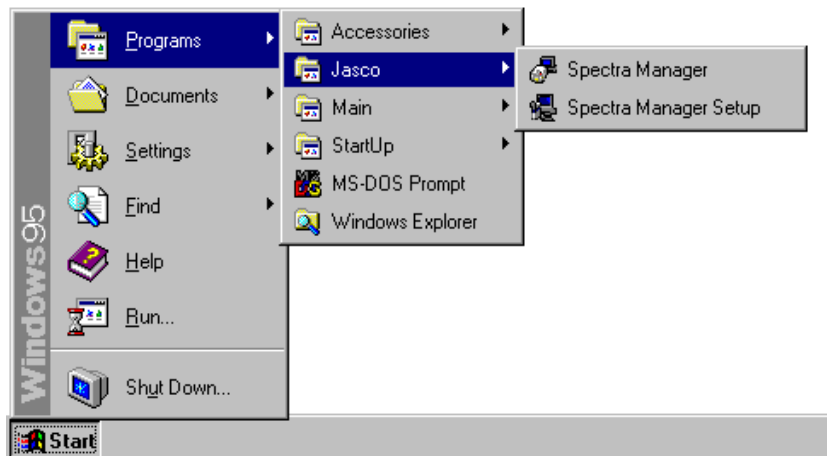 Programs
Documents
Settings
Find
Help
Run...
Shut Down...
Windows95
Start
Accessories
Jasco
Main
StartUp
MS-DOS Prompt
Windows Explorer
Spectra Manager
Spectra Manager Setup